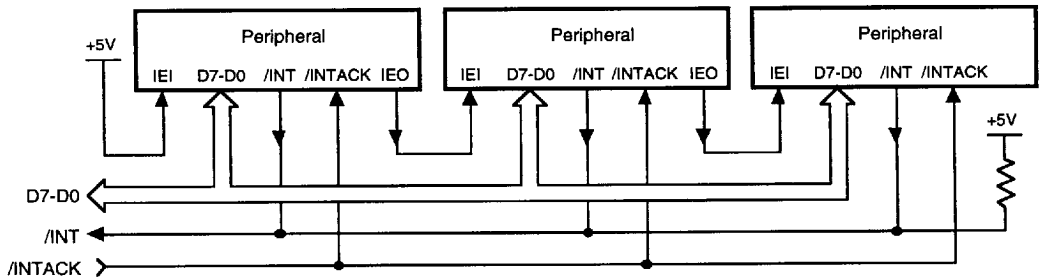 Peripheral Peripheral Peripheral
+5V
IEI D7-D0 /INT /INTACK IEO IEI D7-D0 /INT /INTACK IEO IEI D7-D0 /INT /INTACK
+5V
D7-D0
/INT
/INTACK